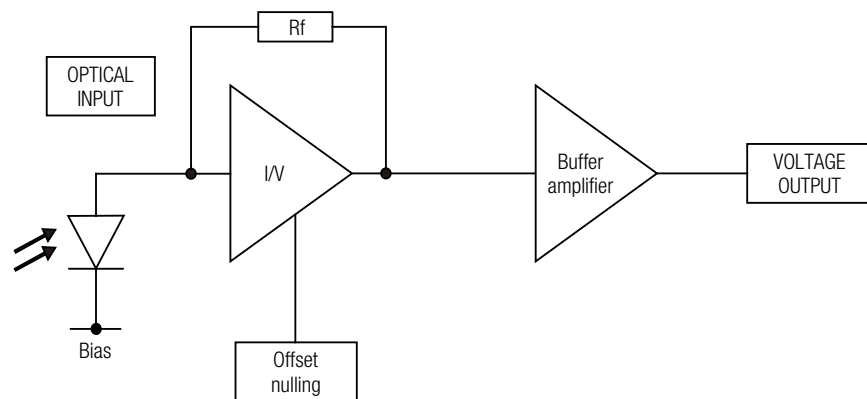 Rf
OPTICAL
INPUT
I/V
Buffer
amplifier
VOLTAGE
OUTPUT
Bias
Offset
nulling